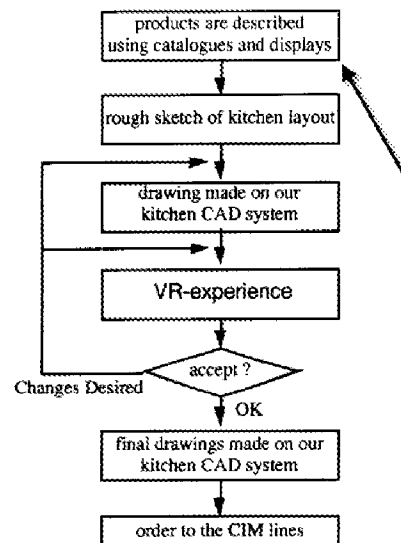 products are described
using catalogues and displays
rough sketch of kitchen layout
drawing made on our
kitchen CAD system
VR-experience
accept ?
Changes Desired
OK
final drawings made on our
kitchen CAD system
order to the CIM lines